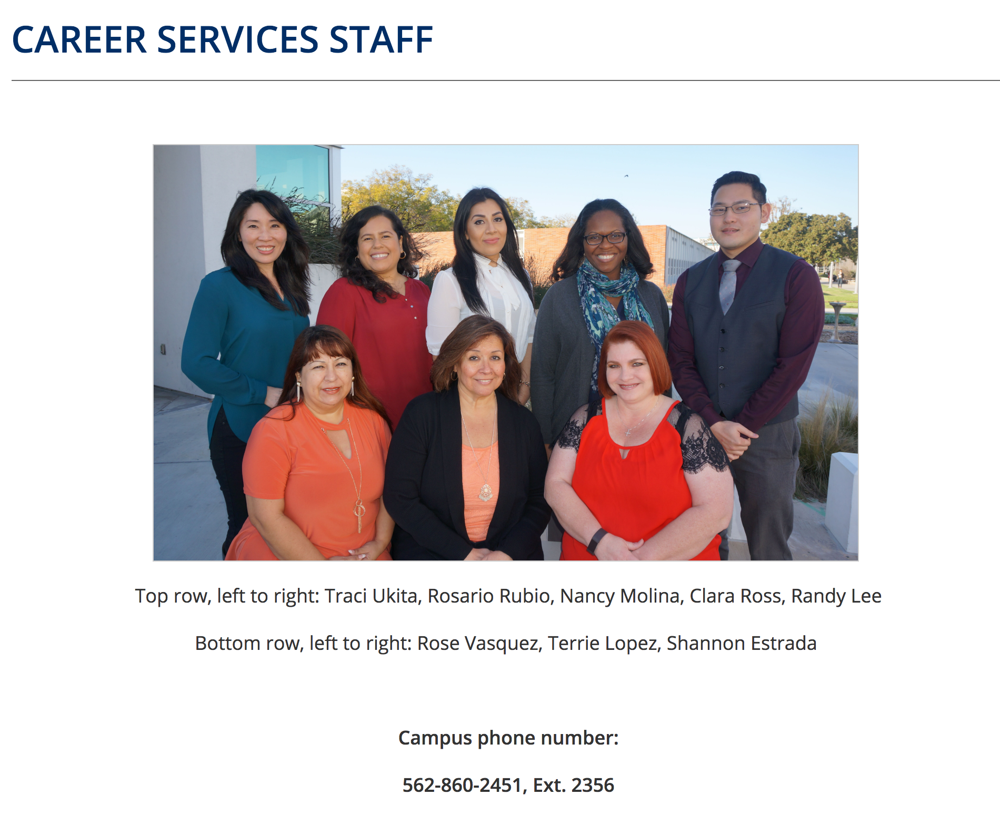 CAREER SERVICES STAFF
Top row, left to right: Traci Ukita, Rosario Rubio, Nancy Molina, Clara Ross, Randy Lee
Bottom row, left to right: Rose Vasquez, Terrie Lopez, Shannon Estrada
Campus phone number:
562-860-2451, Ext. 2356